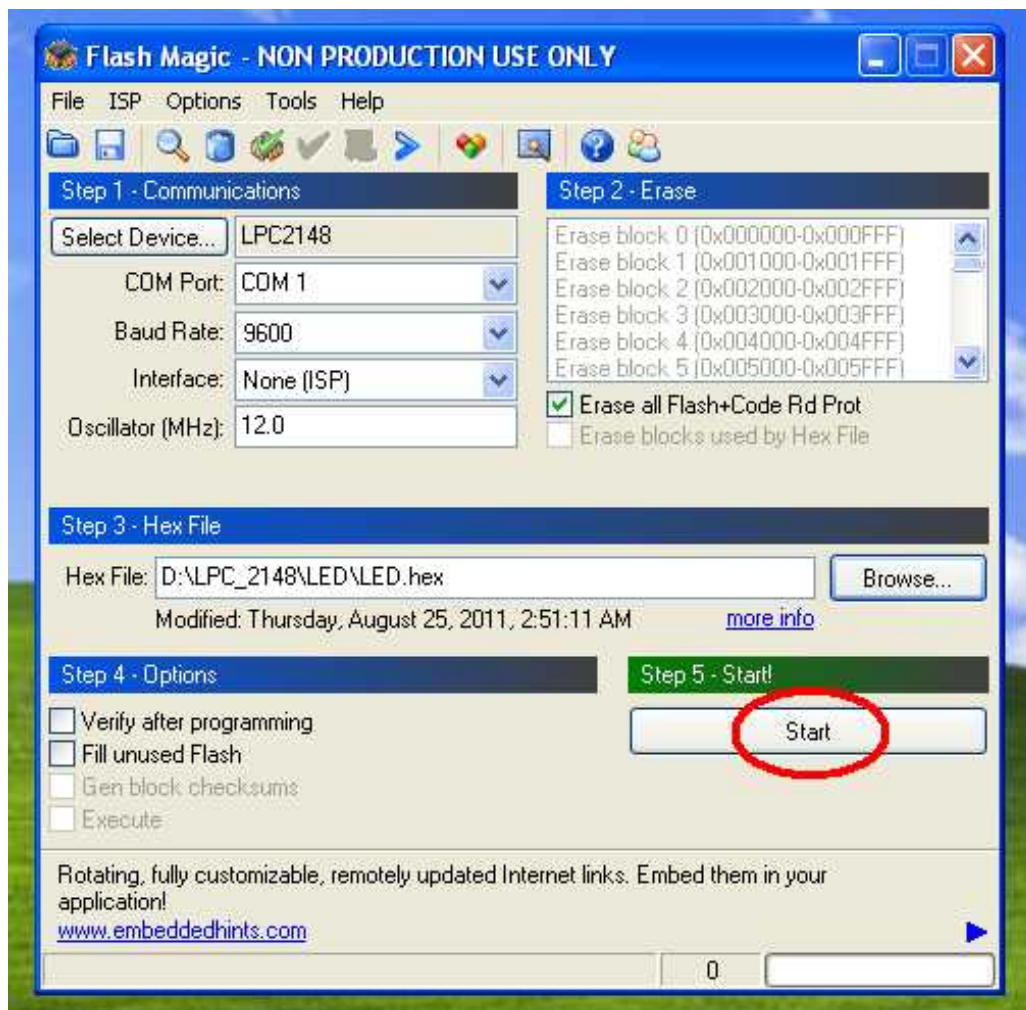 Flash Magic - NON PRODUCTION USE ONLY
File ISP Options Tools Help
Step 1 - Communications
Select Device... LPC2148
COM Port: COM 1
Baud Rate: 9600
Interface: None (ISP)
Oscillator (MHz): 12.0
Step 2 - Erase
Erase block 0 (0x000000-0x000FFF)
Erase block 1 (0x001000-0x001FFF)
Erase block 2 (0x002000-0x002FFF)
Erase block 3 (0x003000-0x003FFF)
Erase block 4 (0x004000-0x004FFF)
Erase block 5 (0x005000-0x005FFF)
Erase all Flash+Code Rd Prot
Erase blocks used by Hex File
Step 3 - Hex File
Hex File: D:\LPC_2148\LED\LED.hex Browse...
Modified: Thursday, August 25, 2011, 2:51:11 AM more info
Step 4 - Options
Verify after programming
Fill unused Flash
Gen block checksums
Execute
Step 5 - Start!
Start
Rotating, fully customizable, remotely updated Internet links. Embed them in your
application!
www.embeddedhints.com
0